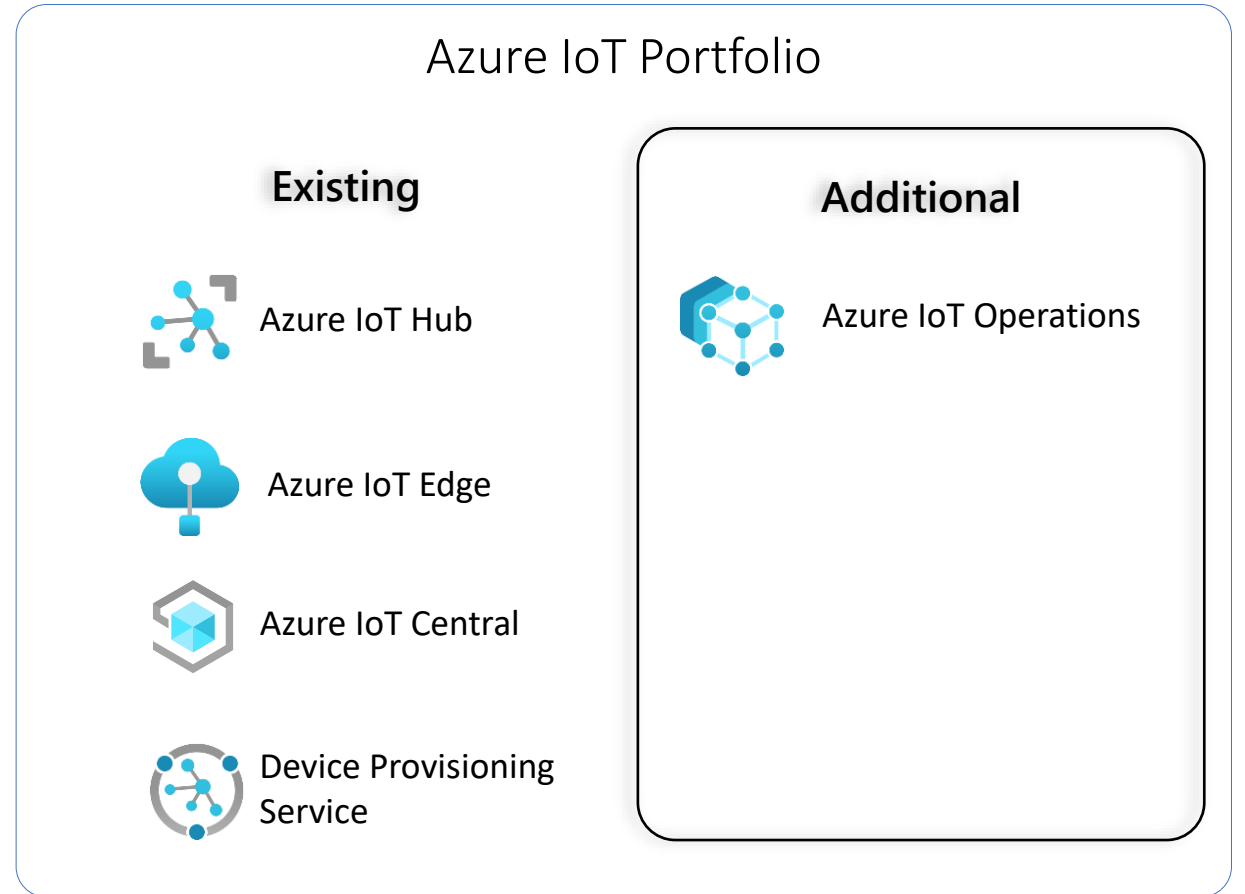 Azure IoT Portfolio
Existing
Azure IoT Hub
Azure IoT Edge
Azure IoT Central
Device Provisioning
Service
Additional
Azure IoT Operations